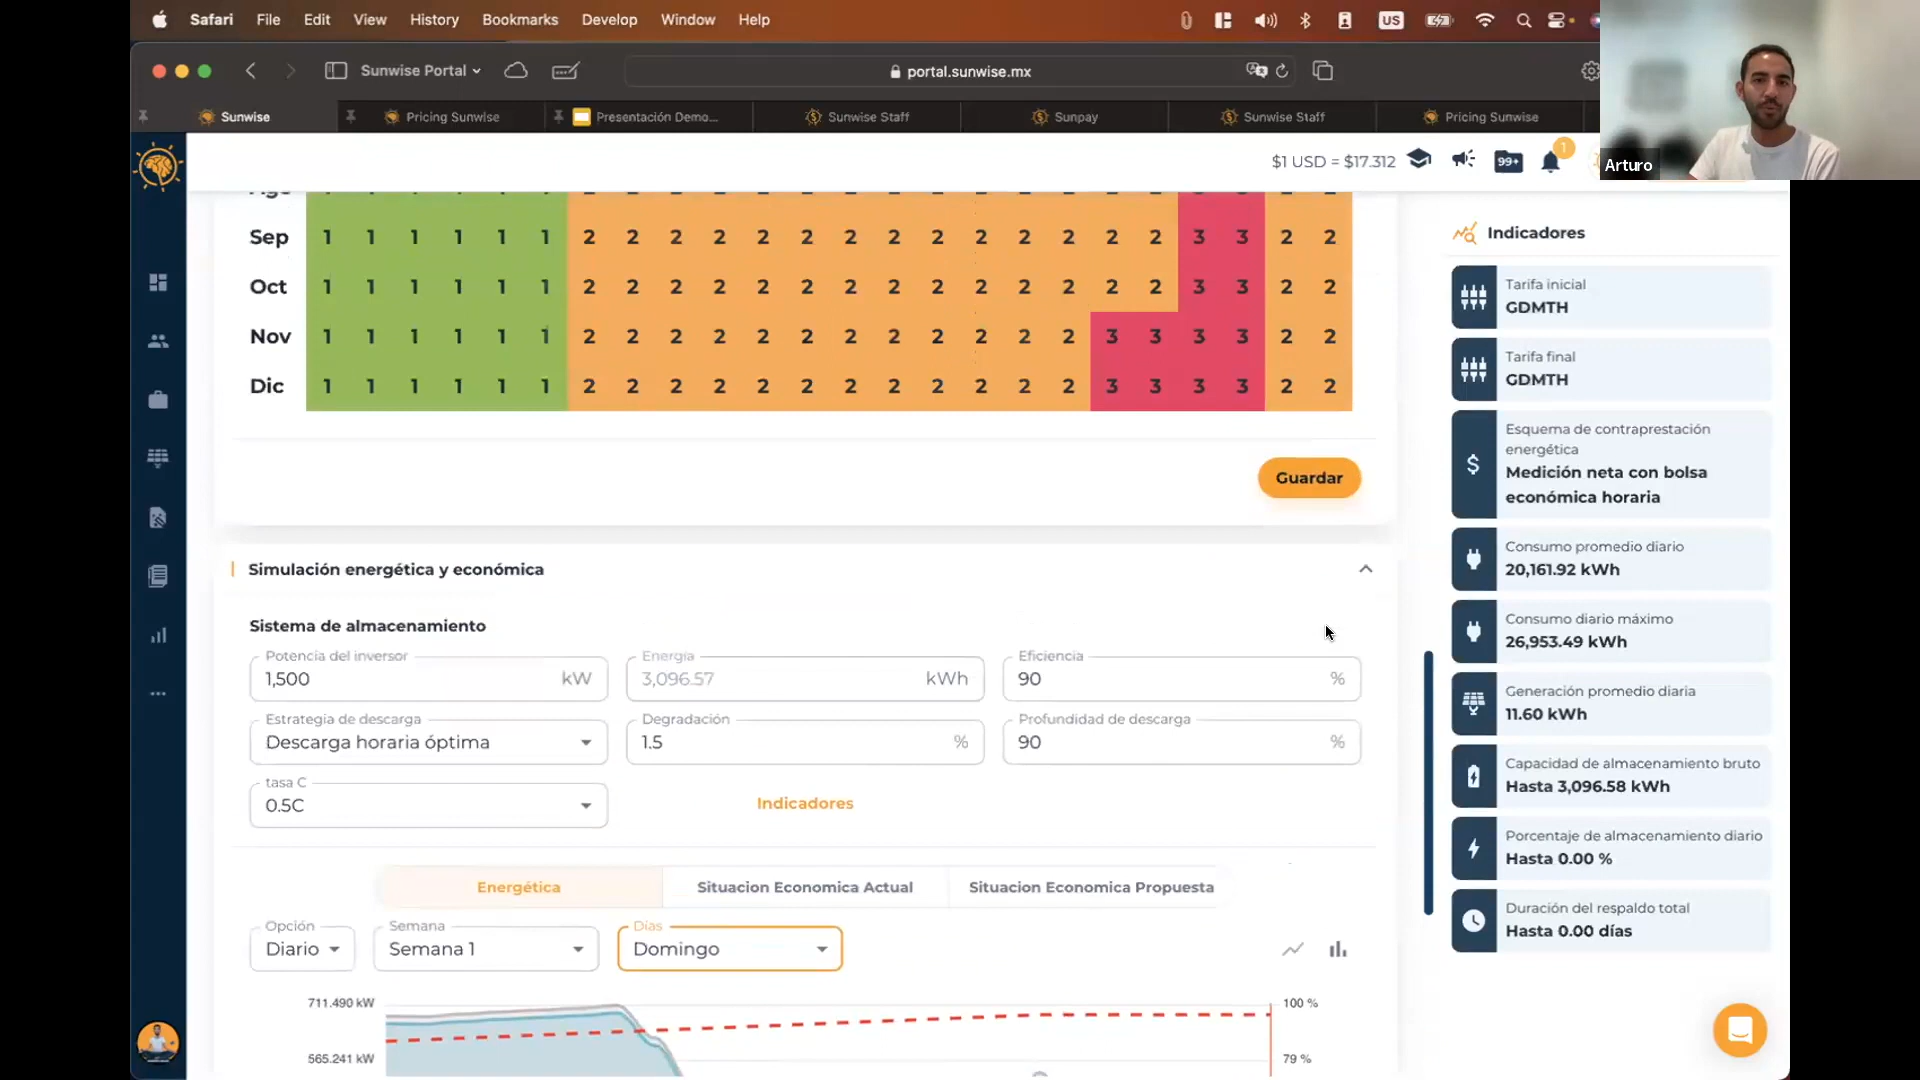 Safari File Edit View History Bookmarks Develop Window Help
US
Sunwise Portal
portal.sunwise.mx
Sunwise
Pricing Sunwise
Presentación Demo...
Sunwise Staff
Sunpay
Sunwise Staff
Pricing Sunwise
Arturo
$1 USD = $17.312
99+
1
Sep 1 1 1 1 1 1 2 2 2 2 2 2 2 2 2 2 2 2 2 2 3 3 2 2
Oct 1 1 1 1 1 1 2 2 2 2 2 2 2 2 2 2 2 2 2 2 3 3 2 2
Nov 1 1 1 1 1 1 2 2 2 2 2 2 2 2 2 2 2 2 3 3 3 3 2 2
Dic 1 1 1 1 1 1 2 2 2 2 2 2 2 2 2 2 2 2 3 3 3 3 2 2
Guardar
Simulación energética y económica
Sistema de almacenamiento
Potencia del inversor
1,500 kW
Energía
3,096.57 kWh
Eficiencia
90 %
Estrategia de descarga
Descarga horaria óptima
Degradación
1.5 %
Profundidad de descarga
90 %
tasa C
0.5C
Indicadores
Energética
Situacion Economica Actual
Situacion Economica Propuesta
Opción
Diario
Semana
Semana 1
Días
Domingo
711.490 kW
100 %
565.241 kW
79 %
Indicadores
Tarifa inicial
GDMTH
Tarifa final
GDMTH
Esquema de contraprestación
energética
Medición neta con bolsa
económica horaria
Consumo promedio diario
20,161.92 kWh
Consumo diario máximo
26,953.49 kWh
Generación promedio diaria
11.60 kWh
Capacidad de almacenamiento bruto
Hasta 3,096.58 kWh
Porcentaje de almacenamiento diario
Hasta 0.00 %
Duración del respaldo total
Hasta 0.00 días